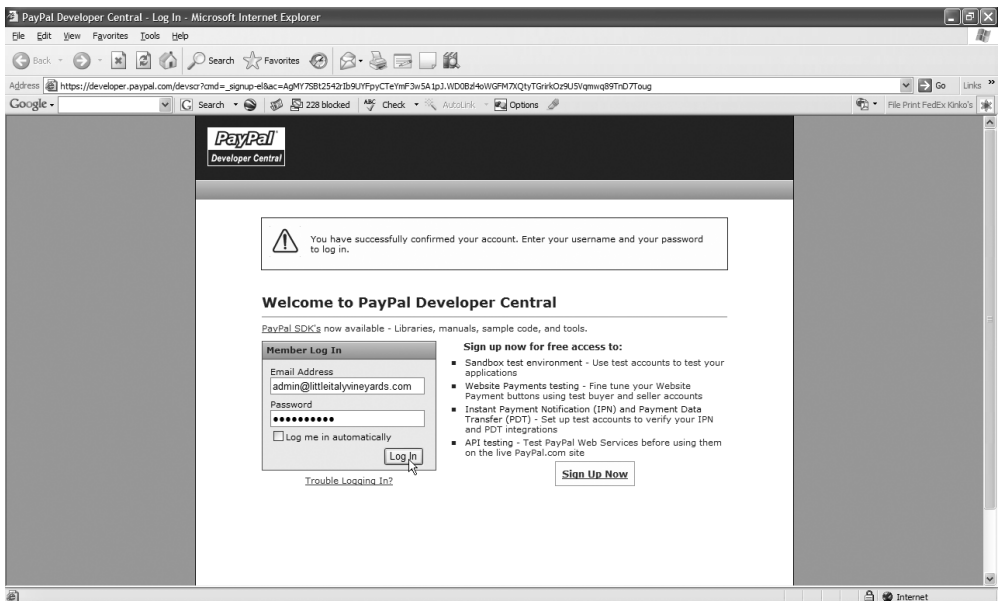 PayPal Developer Central - Log In - Microsoft Internet Explorer
File Edit View Favorites Tools Help
Back Search Favorites
Address https://developer.paypal.com/devscr?cmd=_signup-el&ac=AgMY7SBt2542rIb9UYFpyCTeYmF3w5A1pJ.WD0Bzl4oWGFM7XQtyTGrirkOz9U5Vqmwq89TnD7Toug Go Links »
Google Search 228 blocked Check AutoLink Options File Print FedEx Kinko's
PayPal
Developer Central
You have successfully confirmed your account. Enter your username and your password
to log in.
Welcome to PayPal Developer Central
PayPal SDK's now available - Libraries, manuals, sample code, and tools.
Member Log In
Email Address
admin@littleitalyvineyards.com
Password
Log me in automatically
Log In
Trouble Logging In?
Sign up now for free access to:
Sandbox test environment - Use test accounts to test your
applications
Website Payments testing - Fine tune your Website
Payment buttons using test buyer and seller accounts
Instant Payment Notification (IPN) and Payment Data
Transfer (PDT) - Set up test accounts to verify your IPN
and PDT integrations
API testing - Test PayPal Web Services before using them
on the live PayPal.com site
Sign Up Now
Internet